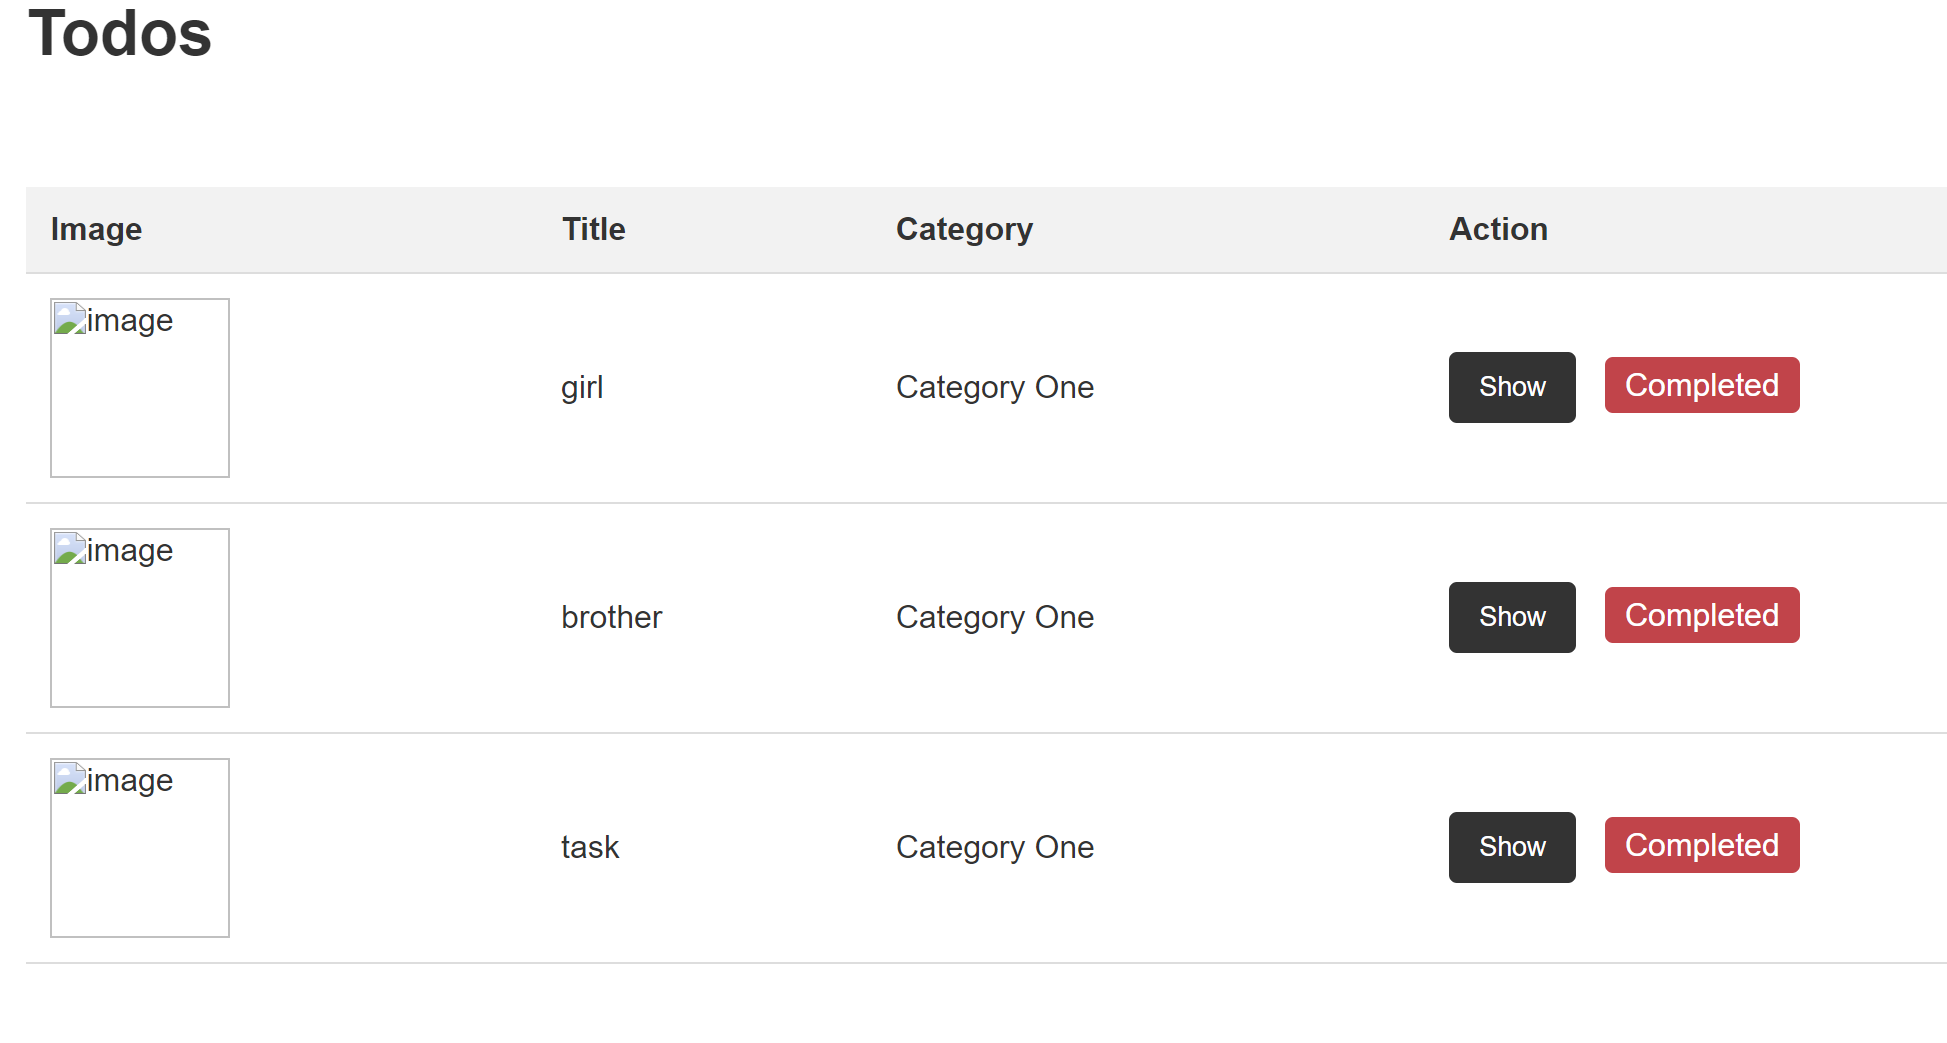 Todos
Image Title Category Action
image
girl Category One Show Completed
image
brother Category One Show Completed
image
task Category One Show Completed